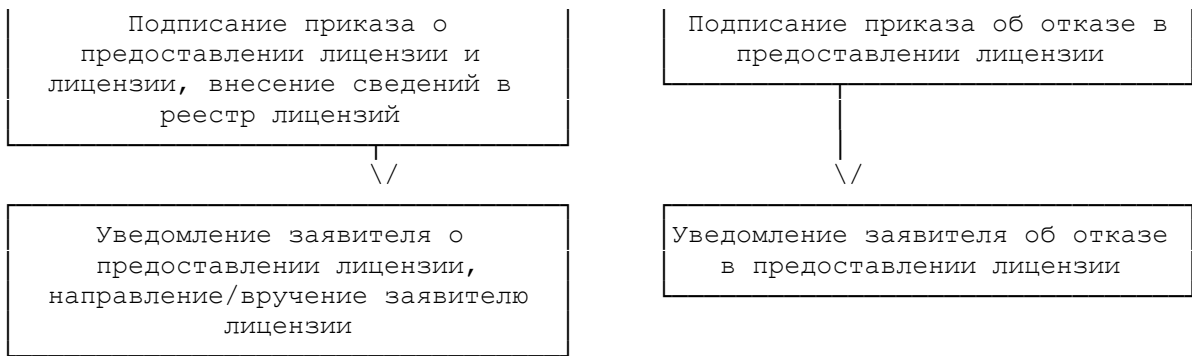 Подписание приказа о
предоставлении лицензии и
лицензии, внесение сведений в
реестр лицензий
Подписание приказа об отказе в
предоставлении лицензии
\/
\/
Уведомление заявителя о
предоставлении лицензии,
направление/вручение заявителю
лицензии
Уведомление заявителя об отказе
в предоставлении лицензии